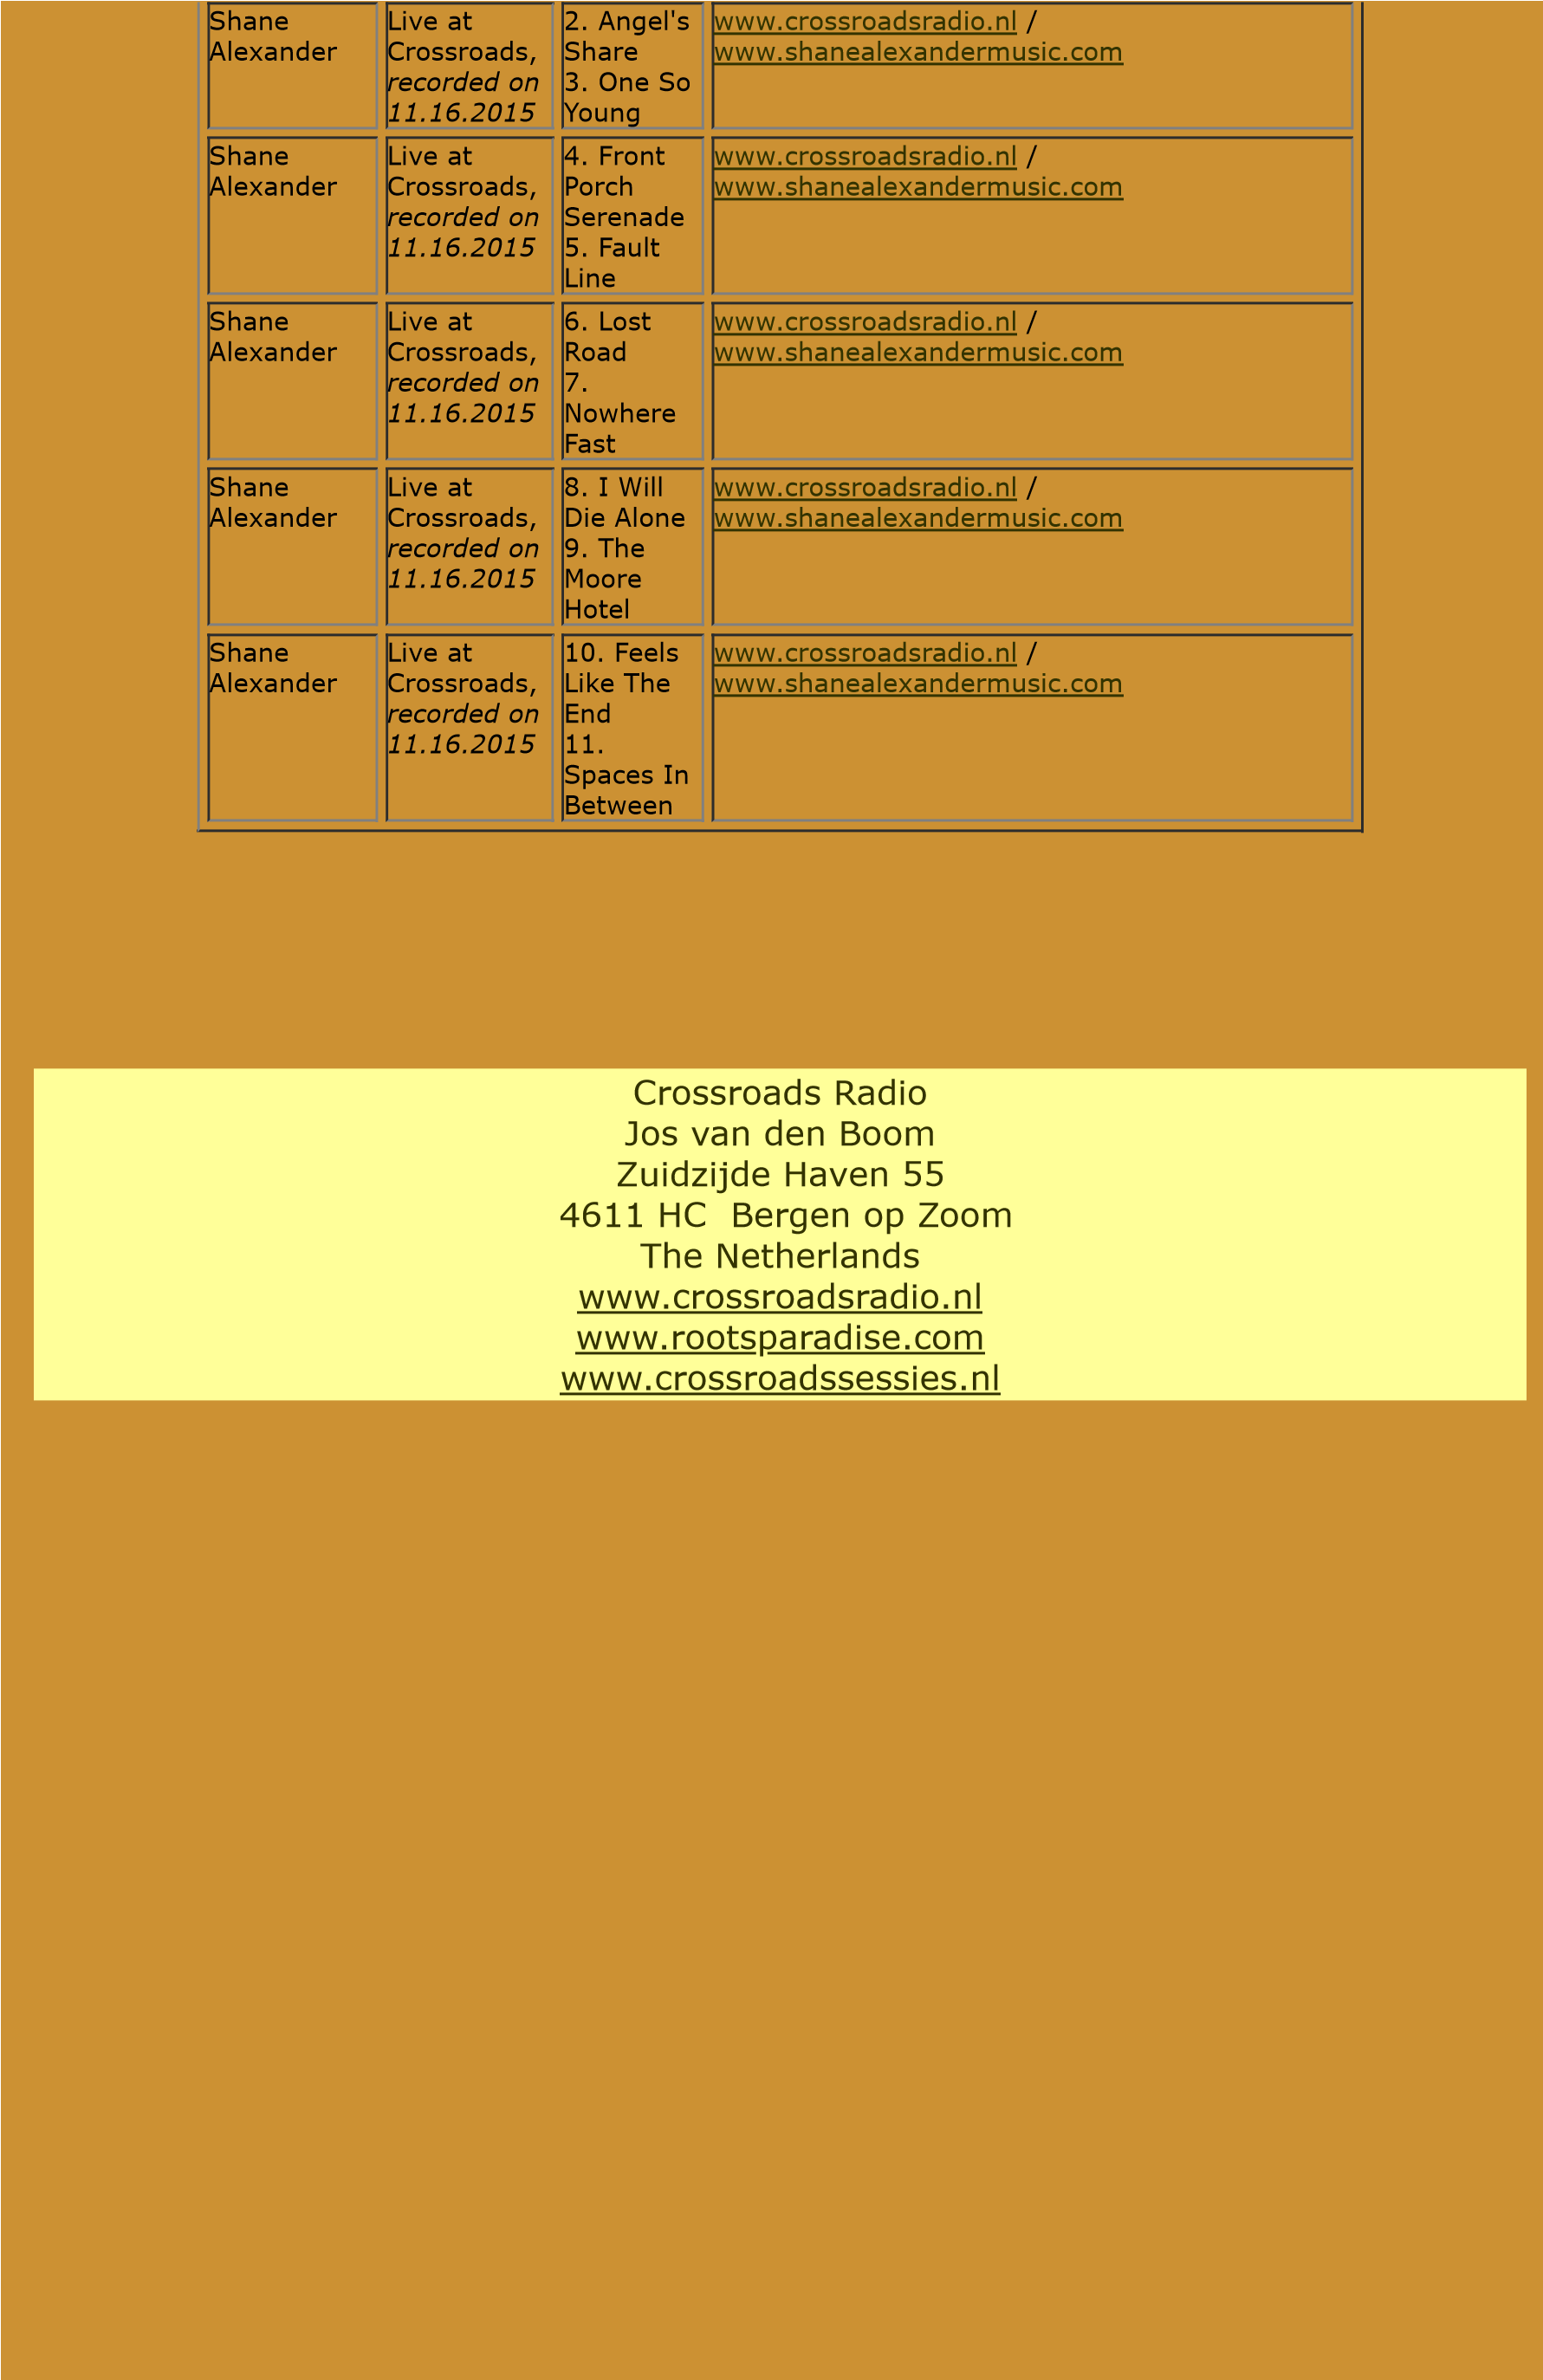 Shane
Alexander
Live at
Crossroads,
recorded on
11.16.2015
2. Angel's
Share
3. One So
Young
www.crossroadsradio.nl /
www.shanealexandermusic.com
Shane
Alexander
Live at
Crossroads,
recorded on
11.16.2015
4. Front
Porch
Serenade
5. Fault
Line
www.crossroadsradio.nl /
www.shanealexandermusic.com
Shane
Alexander
Live at
Crossroads,
recorded on
11.16.2015
6. Lost
Road
7.
Nowhere
Fast
www.crossroadsradio.nl /
www.shanealexandermusic.com
Shane
Alexander
Live at
Crossroads,
recorded on
11.16.2015
8. I Will
Die Alone
9. The
Moore
Hotel
www.crossroadsradio.nl /
www.shanealexandermusic.com
Shane
Alexander
Live at
Crossroads,
recorded on
11.16.2015
10. Feels
Like The
End
11.
Spaces In
Between
www.crossroadsradio.nl /
www.shanealexandermusic.com
Crossroads Radio
Jos van den Boom
Zuidzijde Haven 55
4611 HC  Bergen op Zoom
The Netherlands
www.crossroadsradio.nl
www.rootsparadise.com
www.crossroadssessies.nl